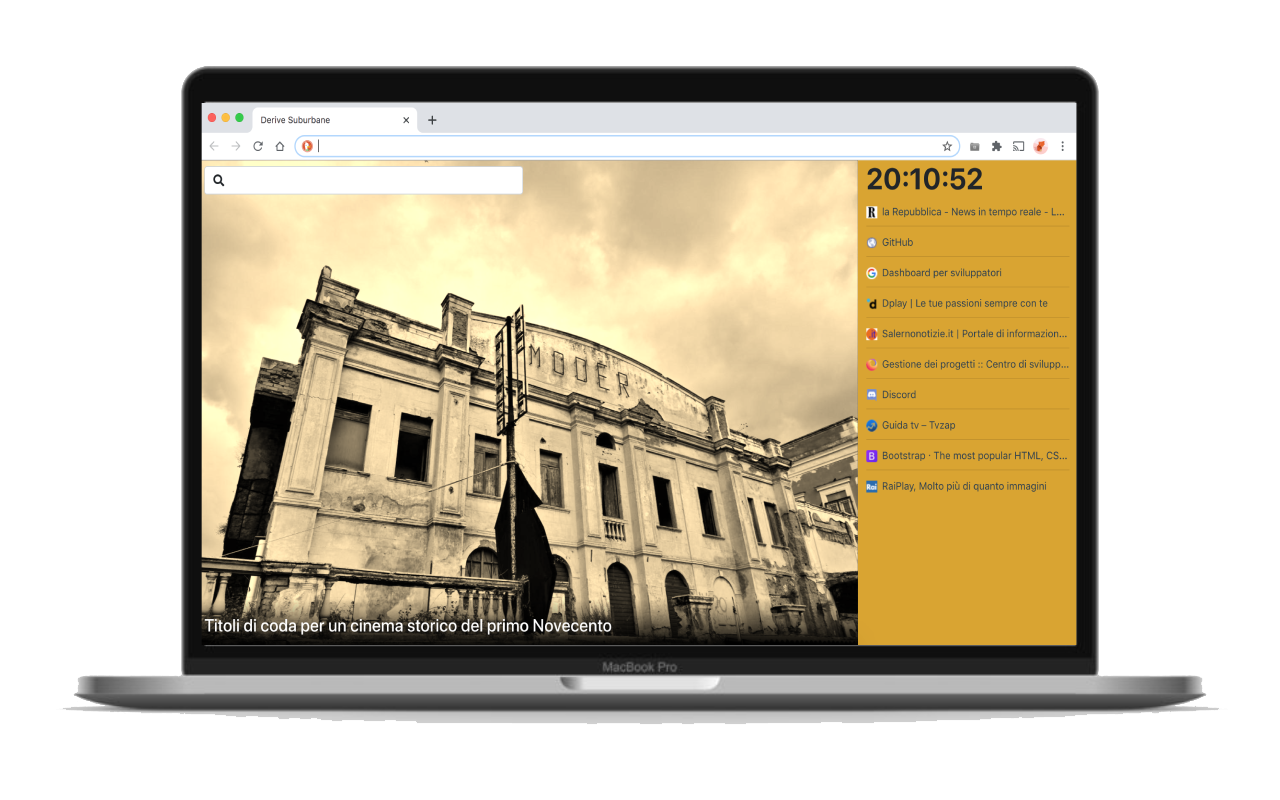 Derive Suburbane
20:10:52
la Repubblica - News in tempo reale - L...
GitHub
Dashboard per sviluppatori
Dplay | Le tue passioni sempre con te
Salernonotizie.it | Portale di informazion...
Gestione dei progetti :: Centro di svilupp...
Discord
Guida tv – Tvzap
Bootstrap · The most popular HTML, CS...
RaiPlay, Molto più di quanto immagini
MODER
Titoli di coda per un cinema storico del primo Novecento
MacBook Pro